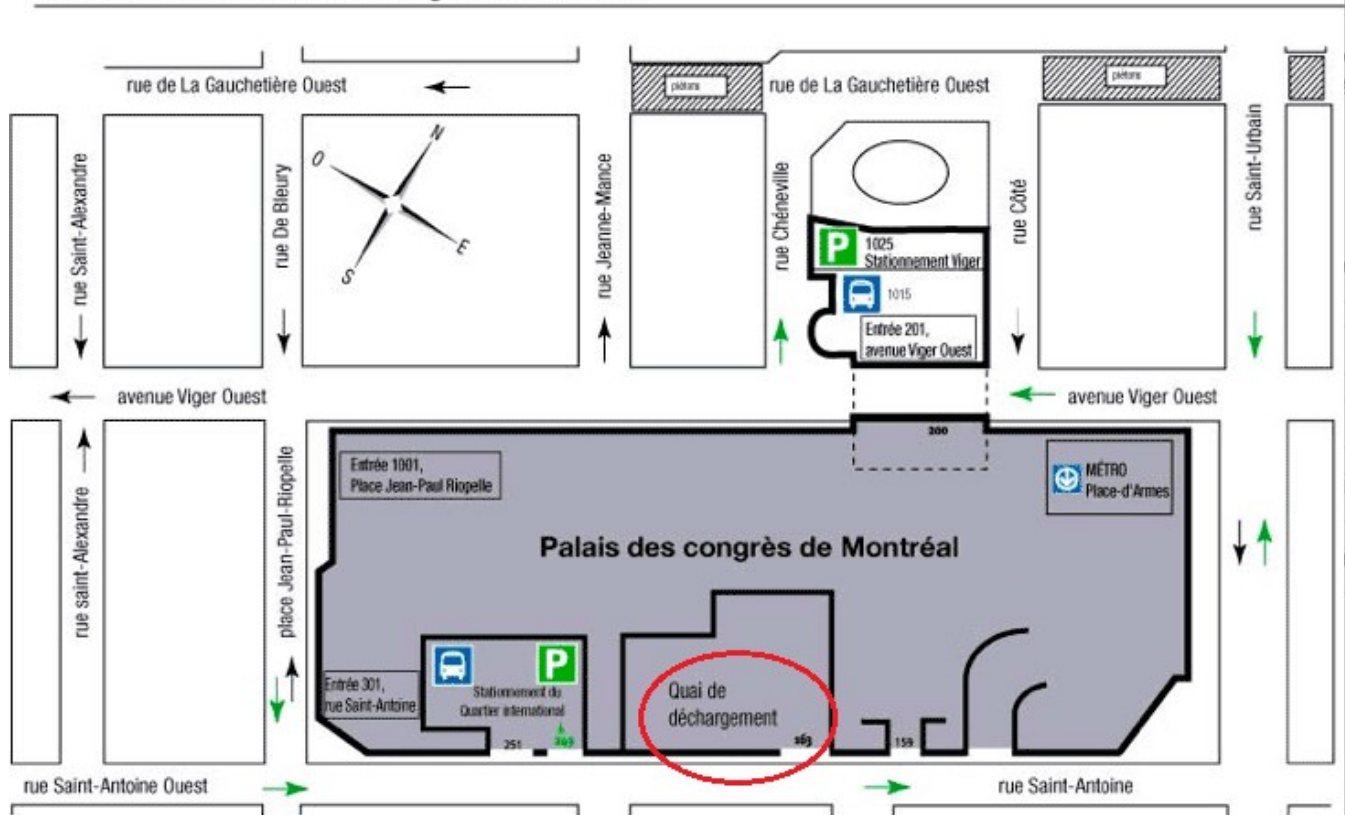 rue de La Gauchetière Ouest
piétons
rue de La Gauchetière Ouest
piétons
rue Saint-Alexandre
rue De Bleury
N
O
E
S
rue Jeanne-Mance
rue Chéneville
P
1025
Stationnement Viger
1015
Entrée 201,
avenue Viger Ouest
rue Côté
rue Saint-Urbain
avenue Viger Ouest
avenue Viger Ouest
200
Entrée 1001,
Place Jean-Paul Riopelle
MÉTRO
Place-d'Armes
rue saint-Alexandre
place Jean-Paul-Riopelle
Palais des congrès de Montréal
Entrée 301,
rue Saint-Antoine
P
Stationnement du
Quartier international
251
249
Quai de
déchargement
163
159
rue Saint-Antoine Ouest
rue Saint-Antoine